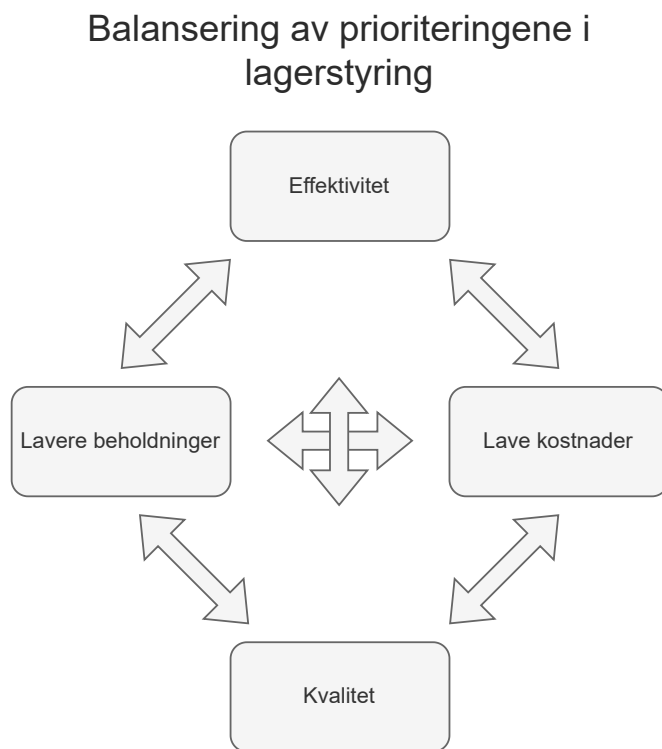 Balansering av prioriteringene i
lagerstyring
Effektivitet
Lavere beholdninger
Lave kostnader
Kvalitet